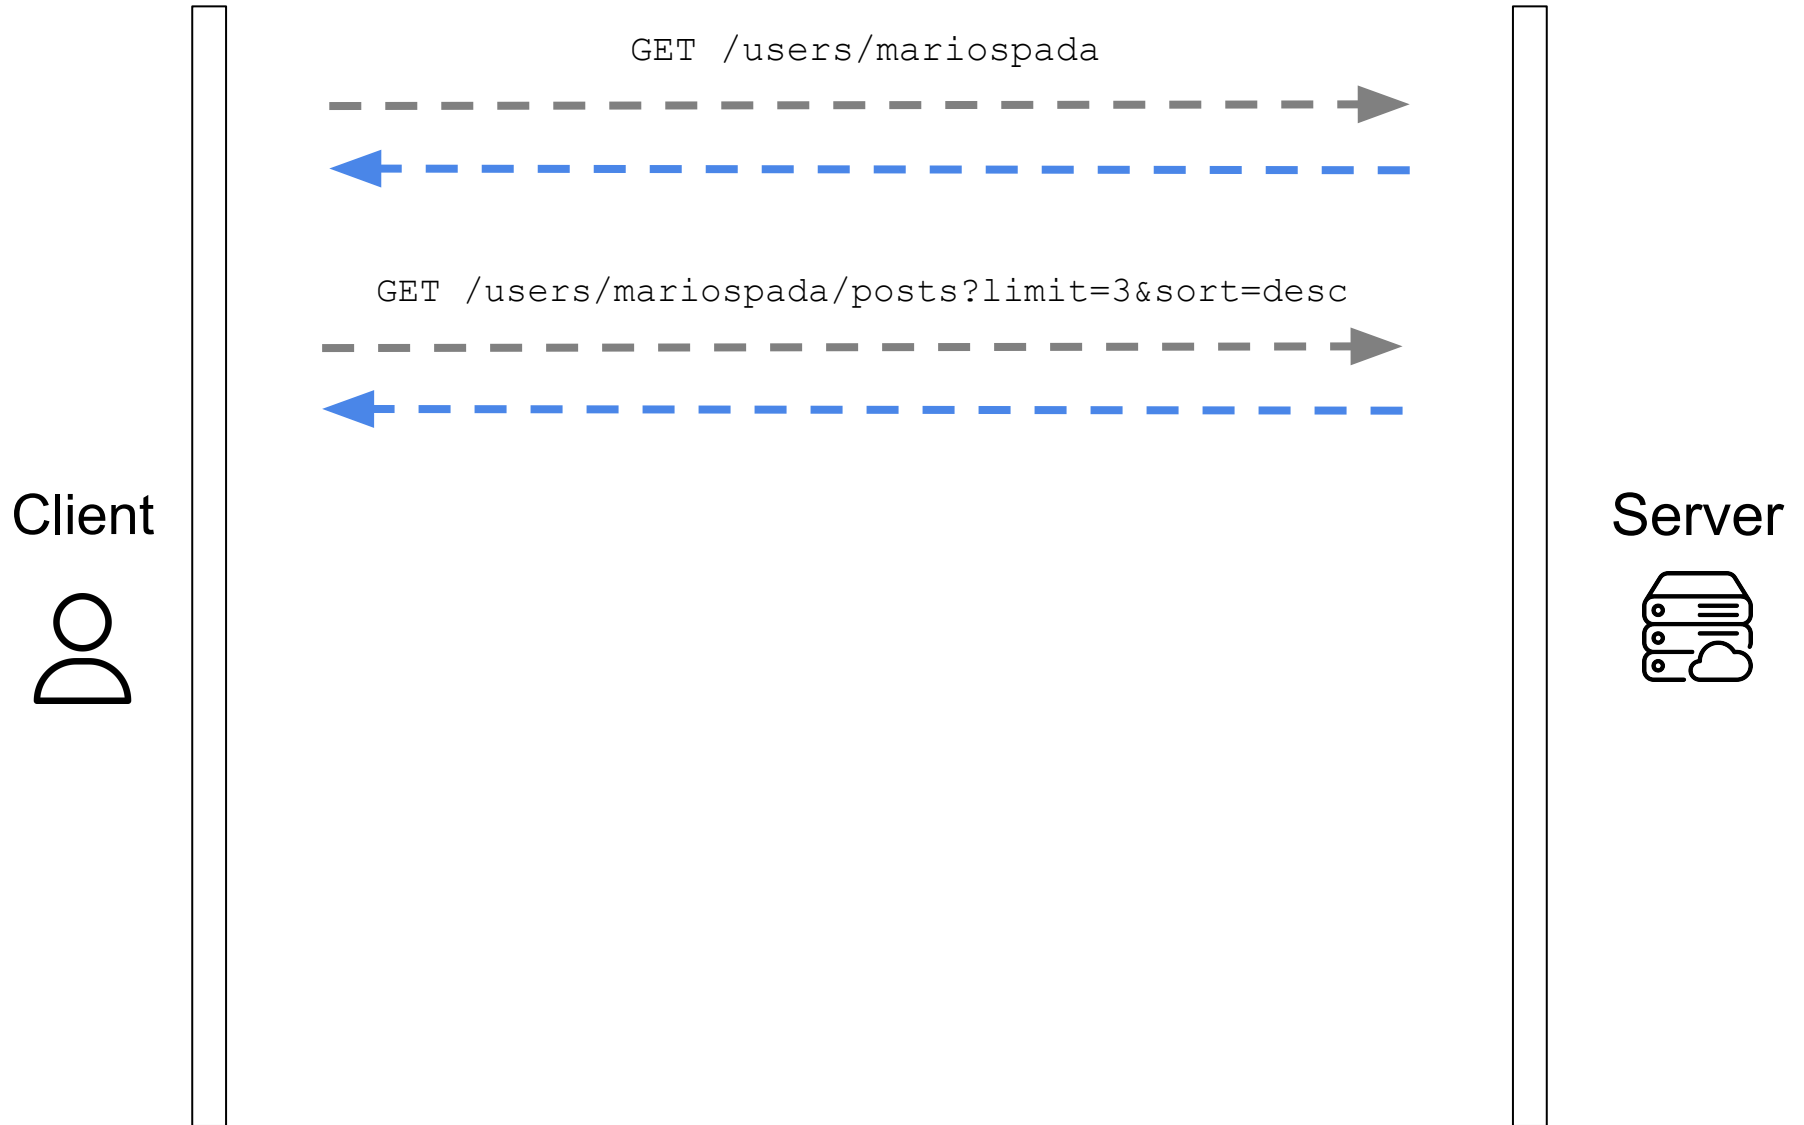 GET /users/mariospada
GET /users/mariospada/posts?limit=3&sort=desc
Client
Server